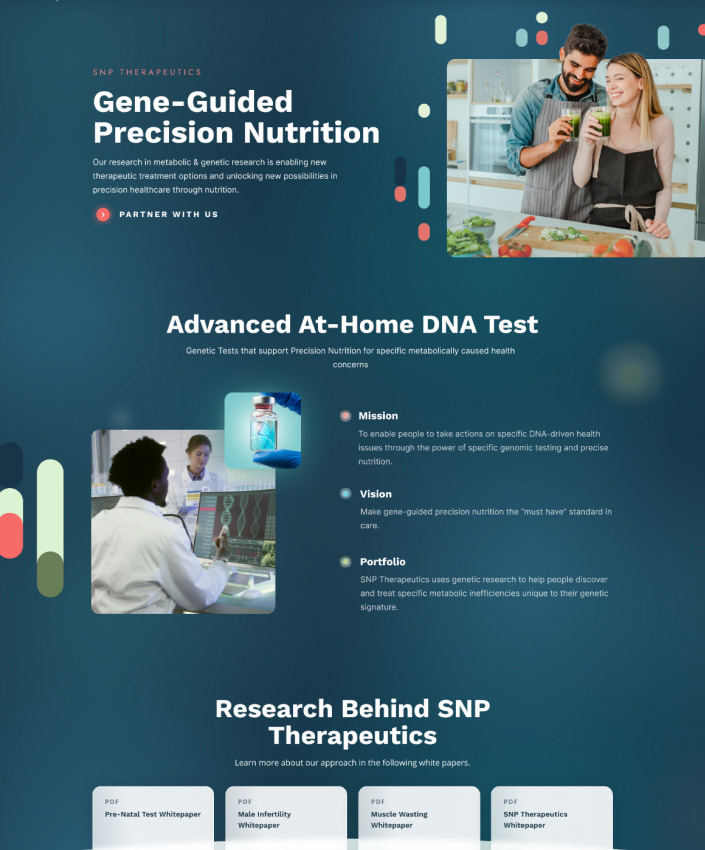 SNP THERAPEUTICS
Gene-Guided
Precision Nutrition
Our research in metabolic & genetic research is enabling new
therapeutic treatment options and unlocking new possibilities in
precision healthcare through nutrition.
PARTNER WITH US
Advanced At-Home DNA Test
Genetic Tests that support Precision Nutrition for specific metabolically caused health
concerns
Mission
To enable people to take actions on specific DNA-driven health
issues through the power of specific genomic testing and precise
nutrition.
Vision
Make gene-guided precision nutrition the “must have” standard in
care.
Portfolio
SNP Therapeutics uses genetic research to help people discover
and treat specific metabolic inefficiencies unique to their genetic
signature.
Research Behind SNP
Therapeutics
Learn more about our approach in the following white papers.
PDF
Pre-Natal Test Whitepaper
PDF
Male Infertility
Whitepaper
PDF
Muscle Wasting
Whitepaper
PDF
SNP Therapeutics
Whitepaper